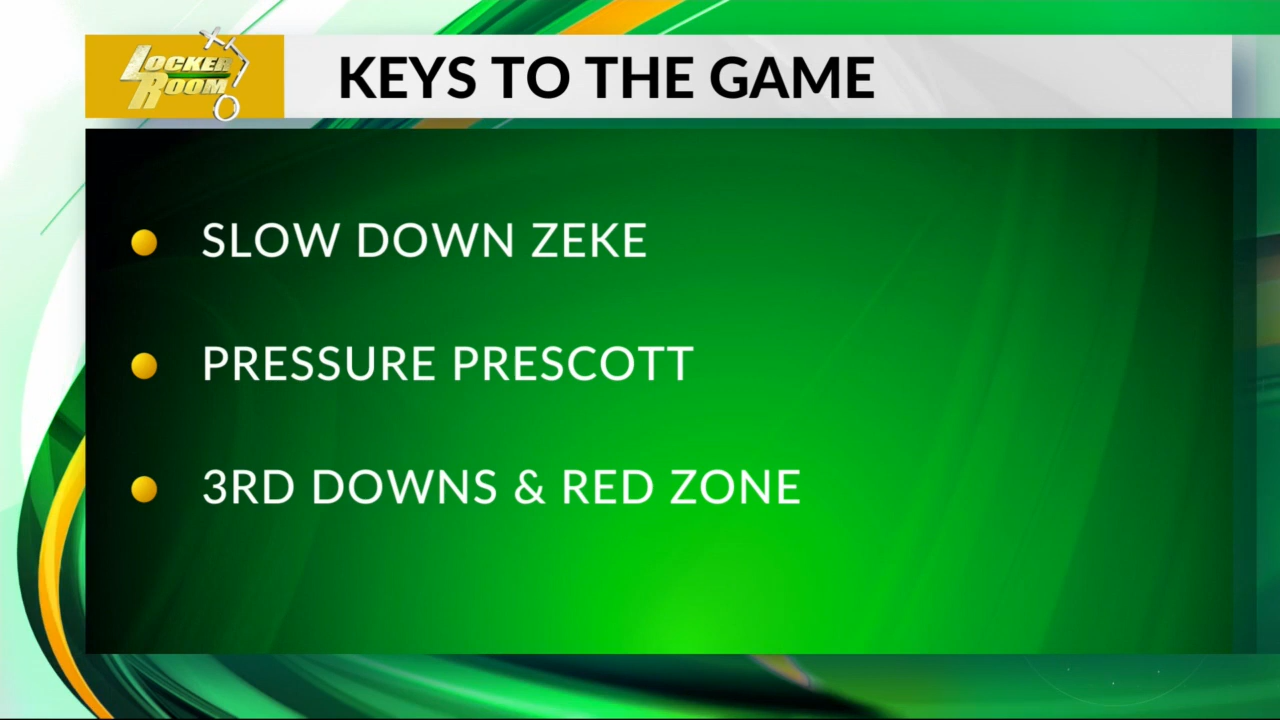 LOCKER
ROOM
KEYS TO THE GAME
SLOW DOWN ZEKE
PRESSURE PRESCOTT
3RD DOWNS & RED ZONE